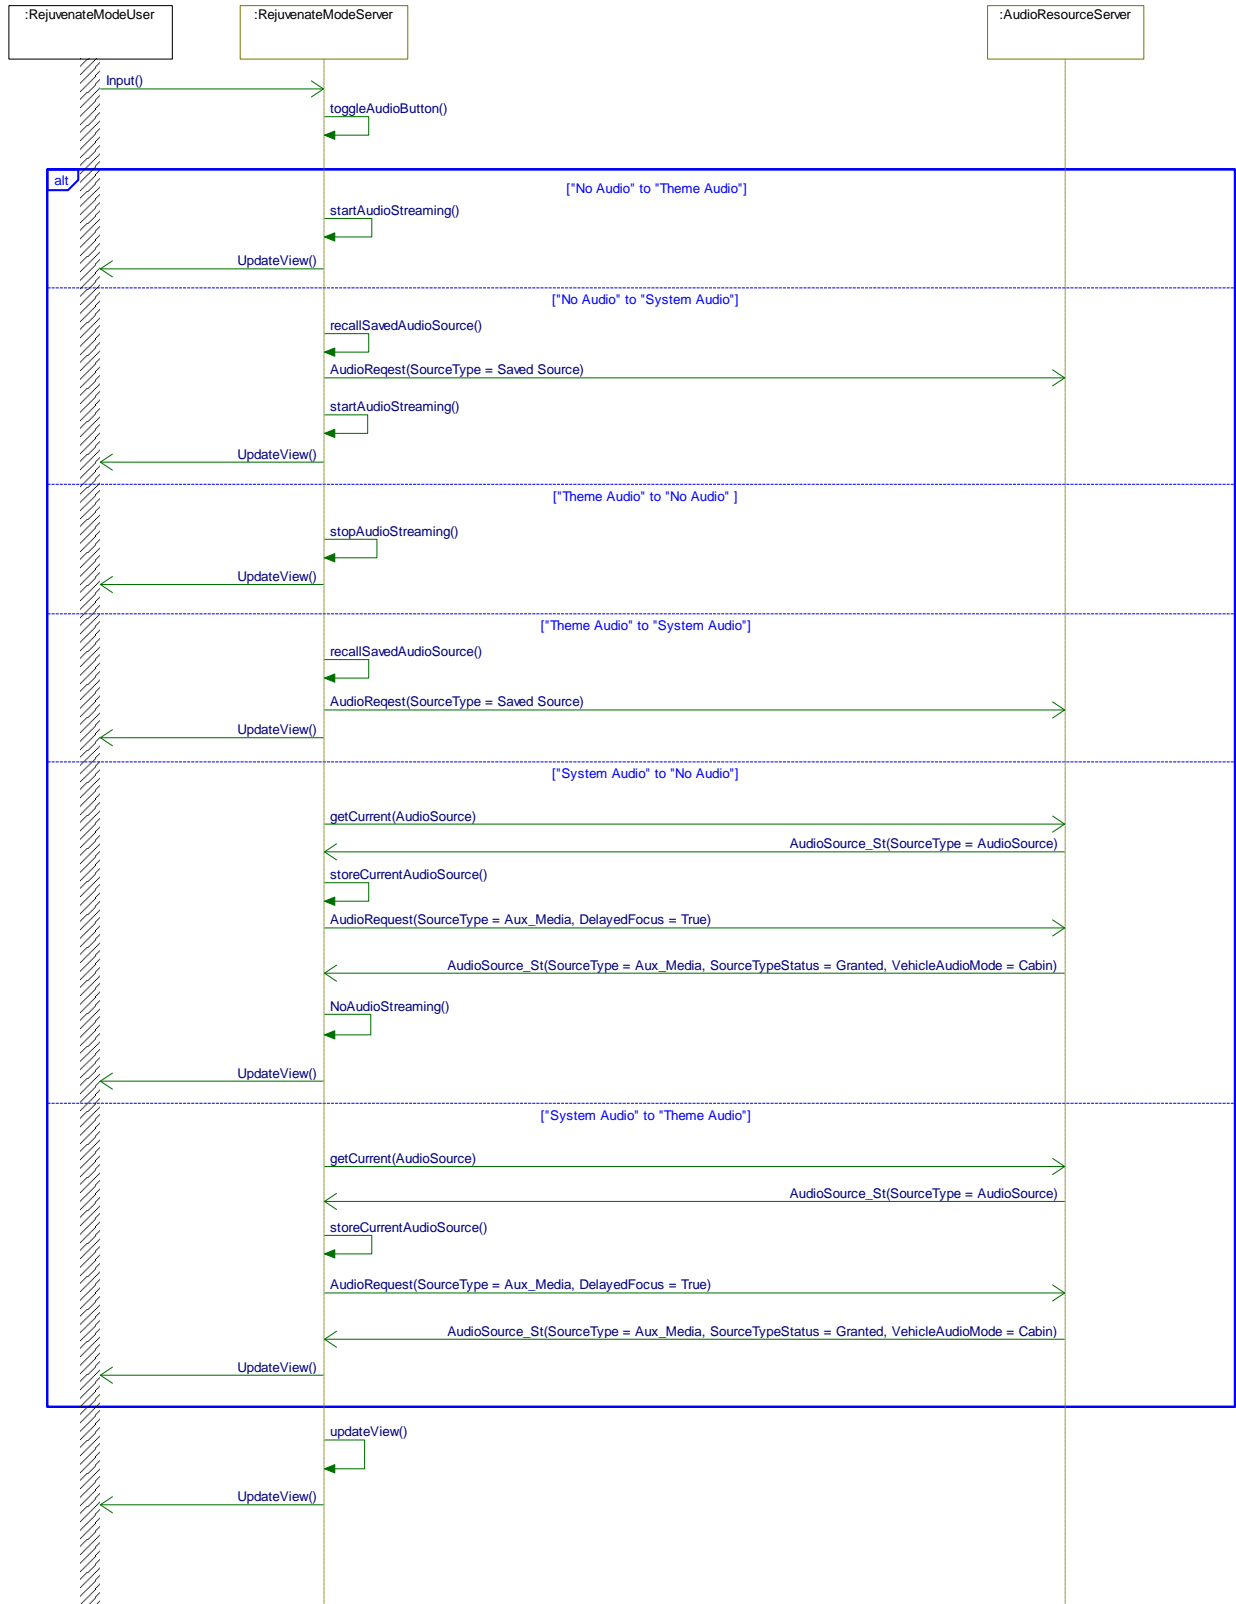 :RejuvenateModeUser
:RejuvenateModeServer
:AudioResourceServer
Input()
toggleAudioButton()
alt
["No Audio" to "Theme Audio"]
startAudioStreaming()
UpdateView()
["No Audio" to "System Audio"]
recallSavedAudioSource()
AudioReqest(SourceType = Saved Source)
startAudioStreaming()
UpdateView()
["Theme Audio" to "No Audio" ]
stopAudioStreaming()
UpdateView()
["Theme Audio" to "System Audio"]
recallSavedAudioSource()
AudioReqest(SourceType = Saved Source)
UpdateView()
["System Audio" to "No Audio"]
getCurrent(AudioSource)
AudioSource_St(SourceType = AudioSource)
storeCurrentAudioSource()
AudioRequest(SourceType = Aux_Media, DelayedFocus = True)
AudioSource_St(SourceType = Aux_Media, SourceTypeStatus = Granted, VehicleAudioMode = Cabin)
NoAudioStreaming()
UpdateView()
["System Audio" to "Theme Audio"]
getCurrent(AudioSource)
AudioSource_St(SourceType = AudioSource)
storeCurrentAudioSource()
AudioRequest(SourceType = Aux_Media, DelayedFocus = True)
AudioSource_St(SourceType = Aux_Media, SourceTypeStatus = Granted, VehicleAudioMode = Cabin)
UpdateView()
updateView()
UpdateView()